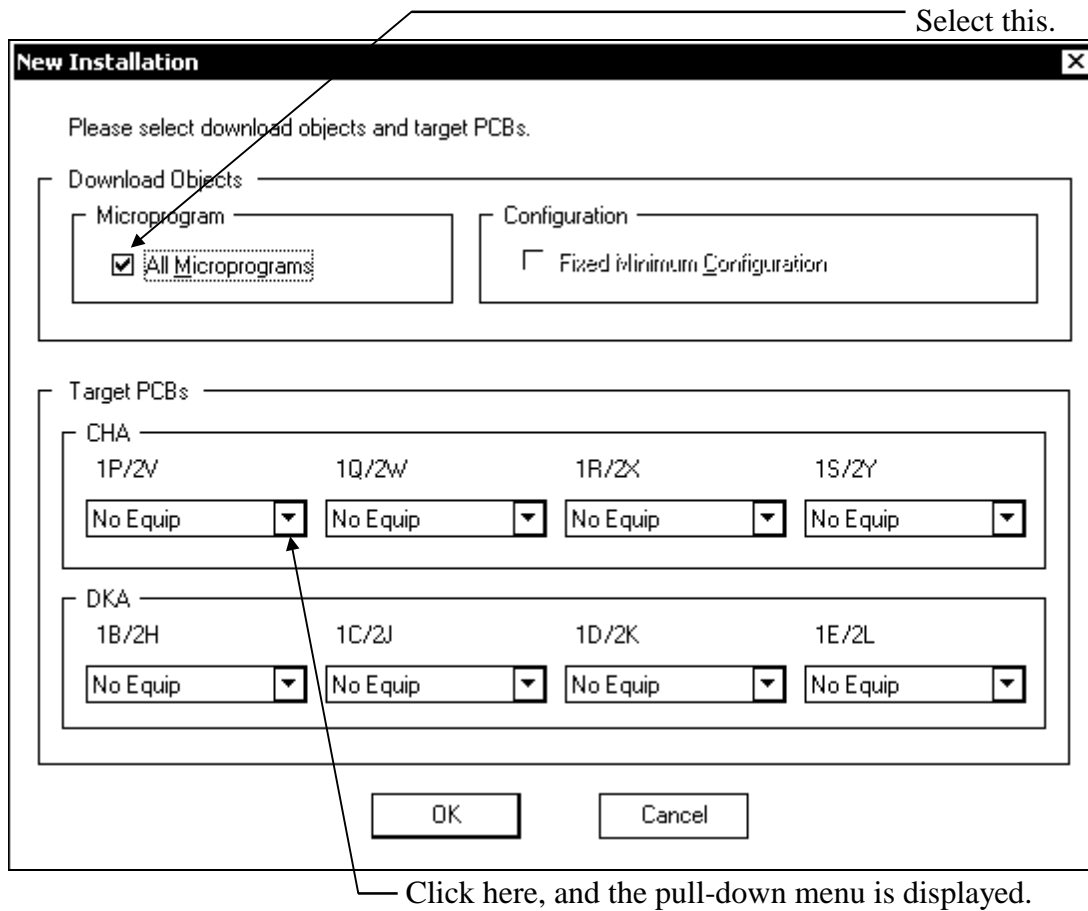 Select this.
New Installation
Please select download objects and target PCBs.
Download Objects
Microprogram
Configuration
All Microprograms
Fixed Minimum Configuration
Target PCBs
CHA
1P/2V 1Q/2W 1R/2X 1S/2Y
No Equip No Equip No Equip No Equip
DKA
1B/2H 1C/2J 1D/2K 1E/2L
No Equip No Equip No Equip No Equip
OK Cancel
Click here, and the pull-down menu is displayed.